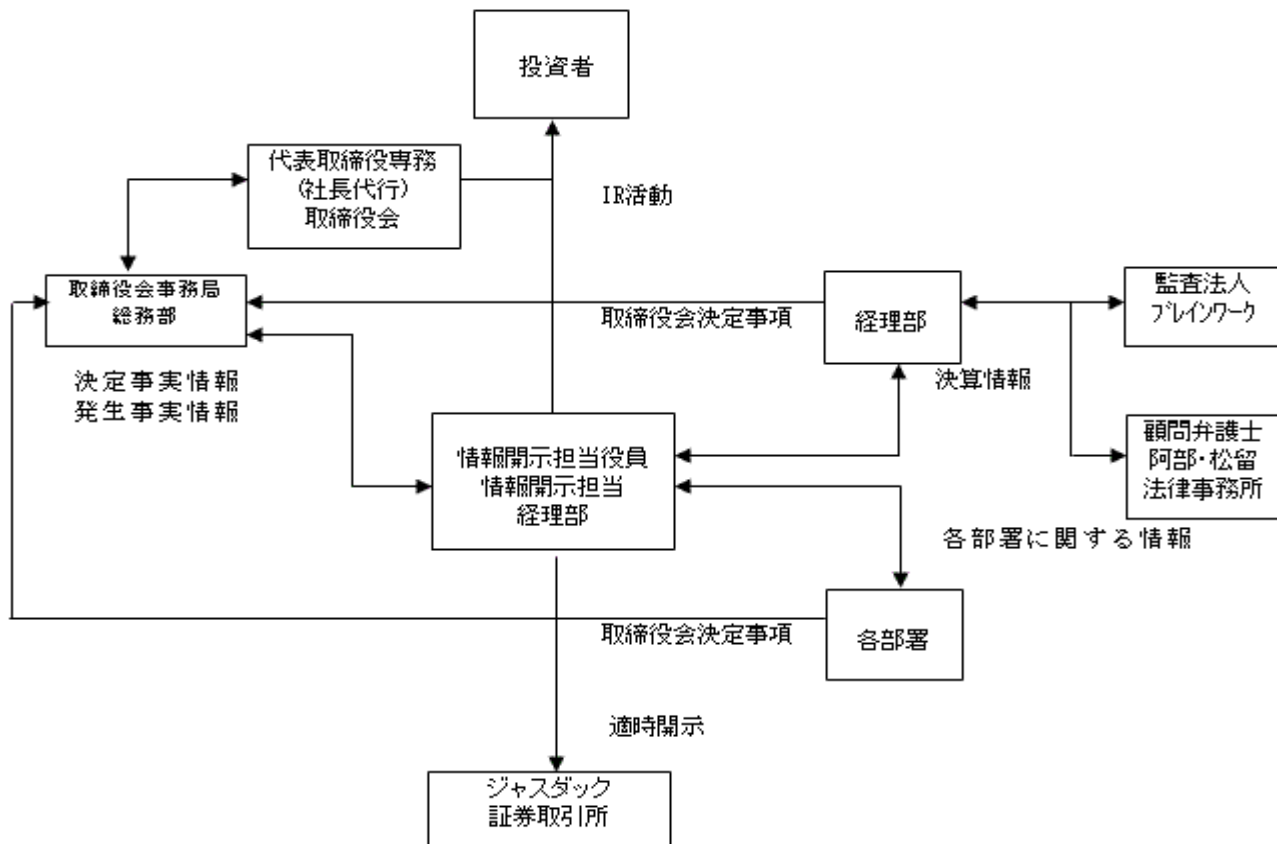 投資者
代表取締役専務
(社長代行)
取締役会
IR活動
取締役会事務局
総務部
取締役会決定事項
経理部
監査法人
ブレインワーク
決定事実情報
発生事実情報
決算情報
情報開示担当役員
情報開示担当
経理部
顧問弁護士
阿部・松留
法律事務所
各部署に関する情報
取締役会決定事項
各部署
適時開示
ジャスダック
証券取引所